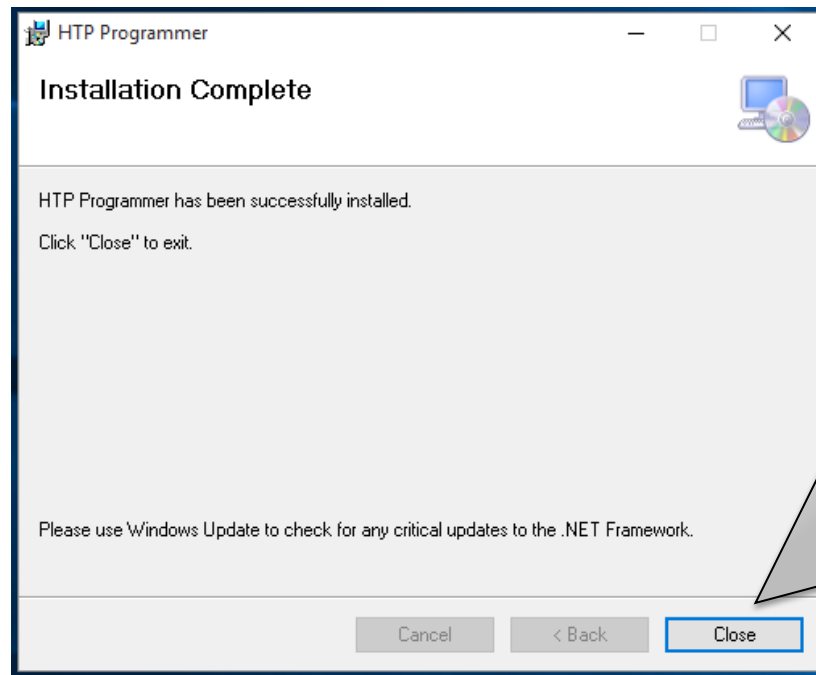 HTP Programmer
Installation Complete
HTP Programmer has been successfully installed.
Click "Close" to exit.
Please use Windows Update to check for any critical updates to the .NET Framework.
Cancel
< Back
Close